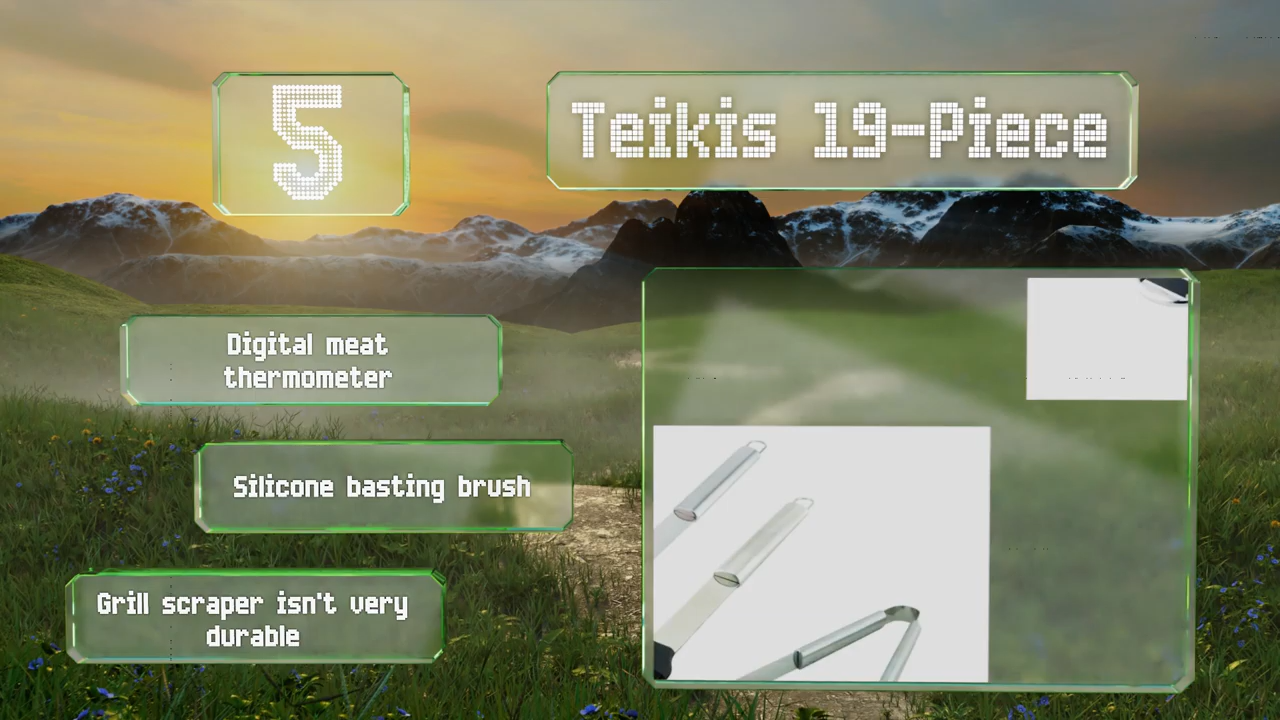 5
Teikis 19-Piece
Digital meat
thermometer
Silicone basting brush
Grill scraper isn't very
durable